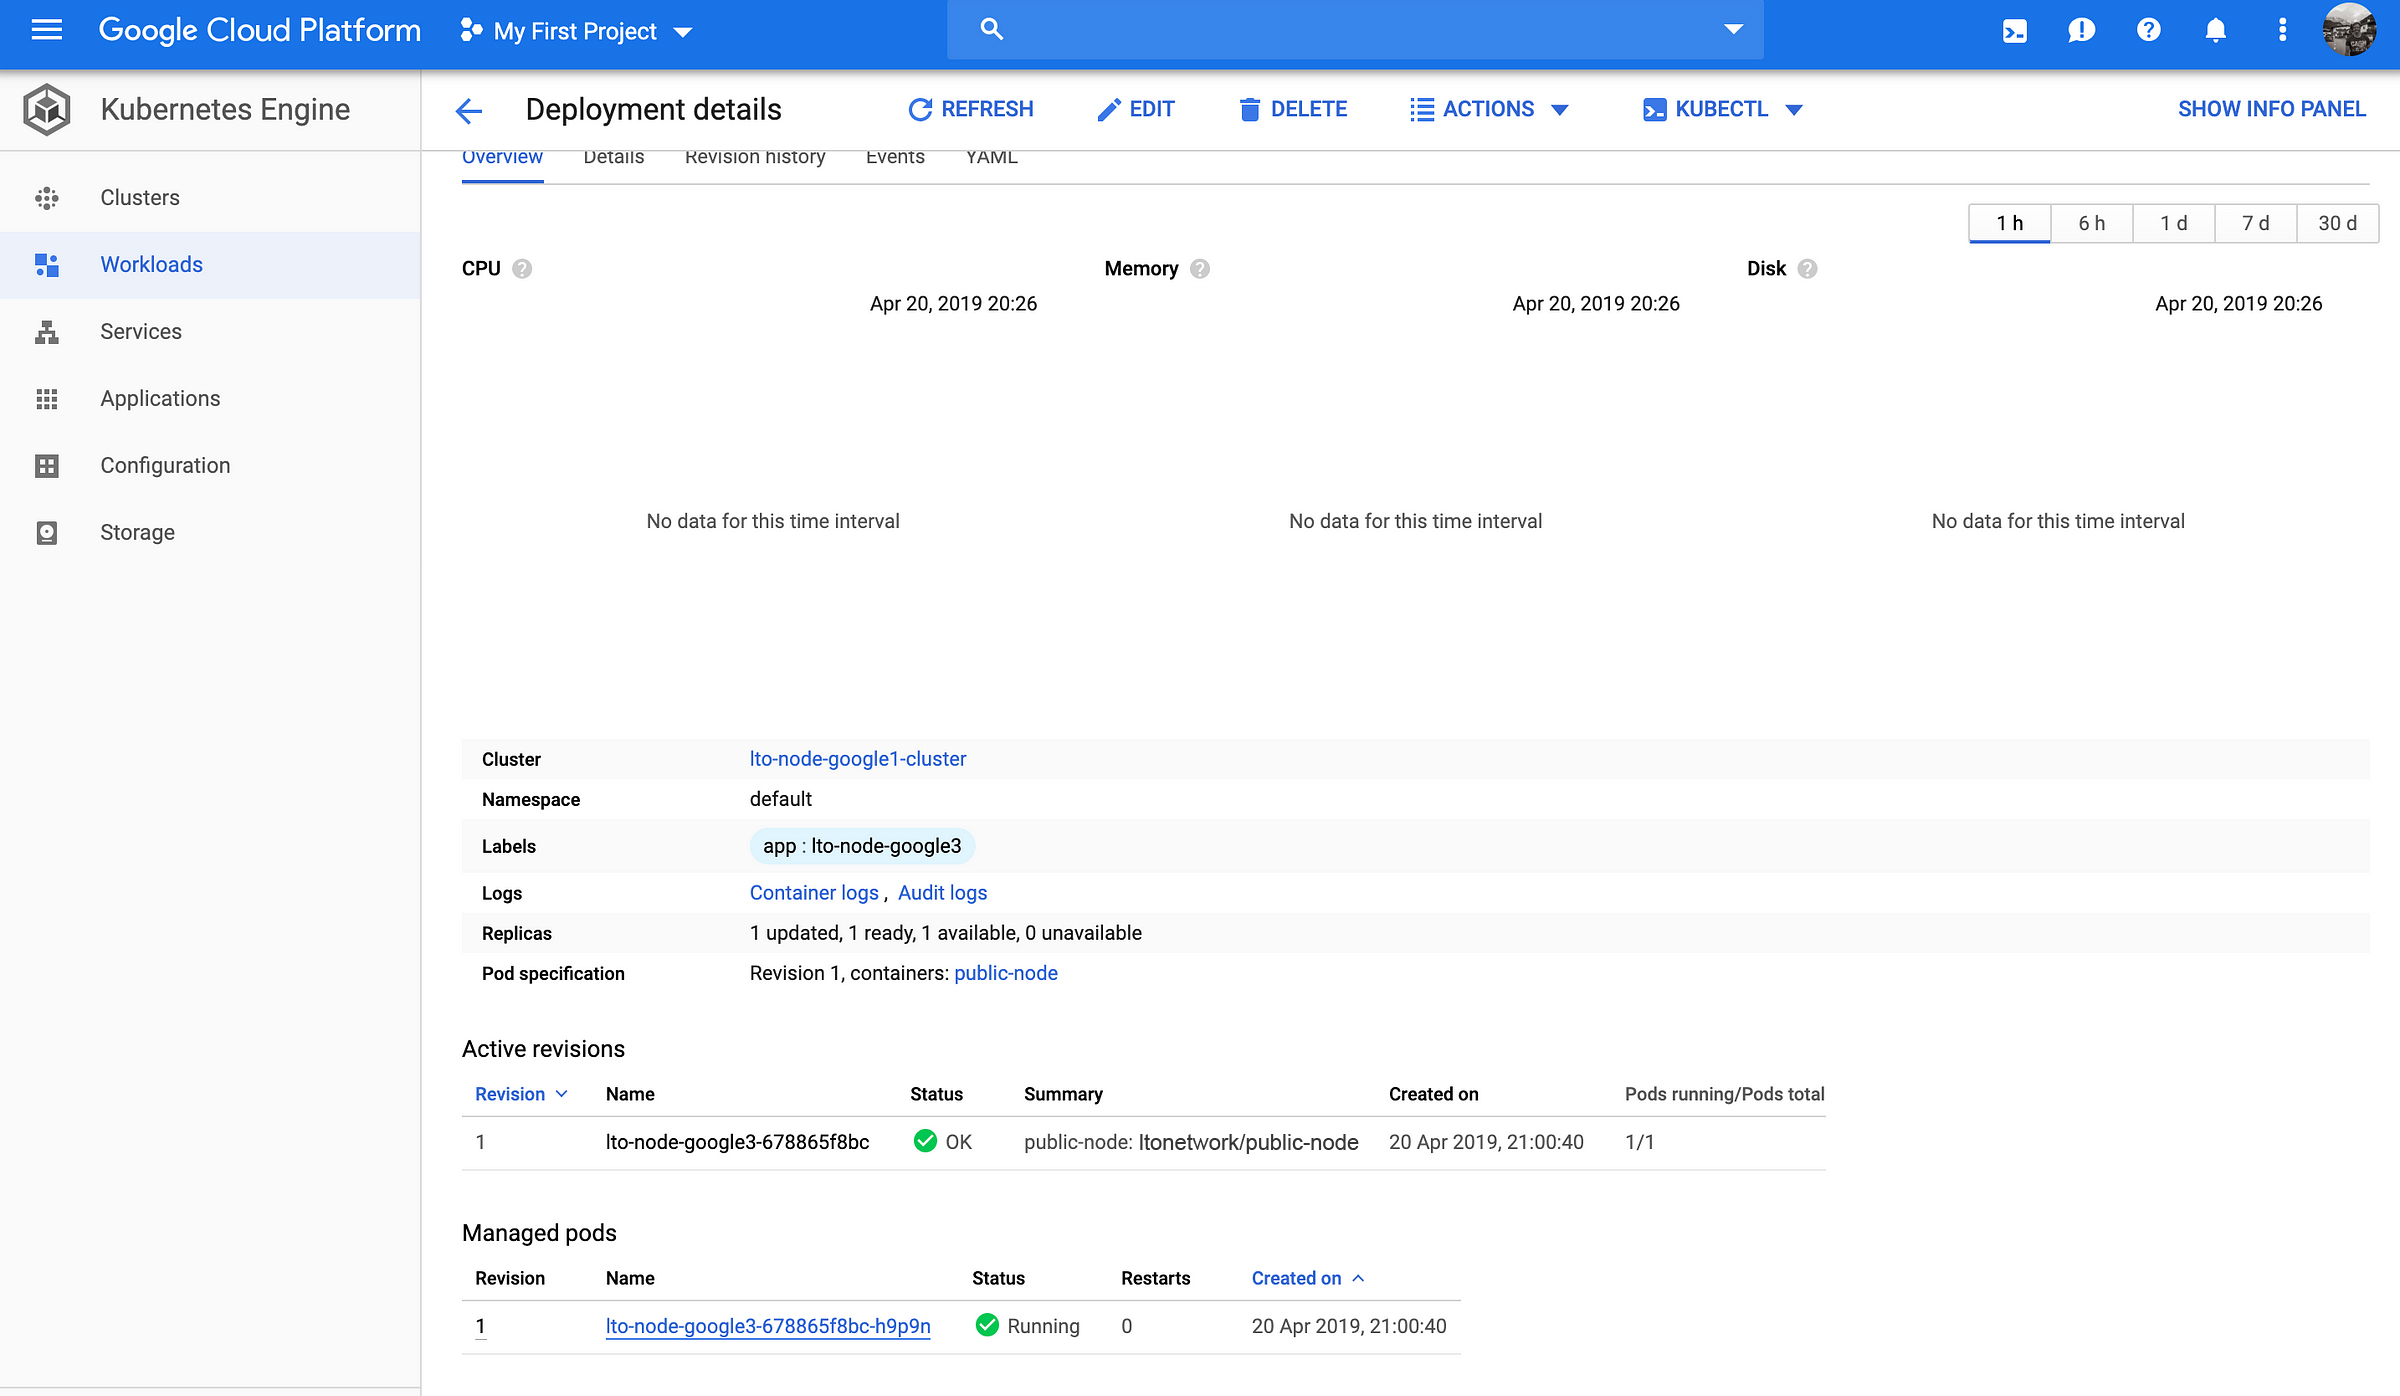 Google Cloud Platform
My First Project
Kubernetes Engine
Deployment details
REFRESH
EDIT
DELETE
ACTIONS
KUBECTL
SHOW INFO PANEL
Overview
Details
Revision history
Events
YAML
Clusters
Workloads
Services
Applications
Configuration
Storage
1 h
6 h
1 d
7 d
30 d
CPU
Memory
Disk
Apr 20, 2019 20:26
Apr 20, 2019 20:26
Apr 20, 2019 20:26
No data for this time interval
No data for this time interval
No data for this time interval
Cluster lto-node-google1-cluster
Namespace default
Labels app : lto-node-google3
Logs Container logs , Audit logs
Replicas 1 updated, 1 ready, 1 available, 0 unavailable
Pod specification Revision 1, containers: public-node
Active revisions
Revision Name Status Summary Created on Pods running/Pods total
1 lto-node-google3-678865f8bc OK public-node: ltonetwork/public-node 20 Apr 2019, 21:00:40 1/1
Managed pods
Revision Name Status Restarts Created on
1 lto-node-google3-678865f8bc-h9p9n Running 0 20 Apr 2019, 21:00:40